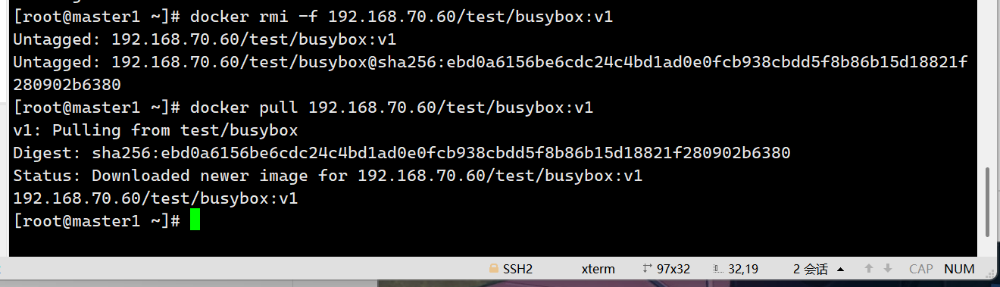 [root@master1 ~]# docker rmi -f 192.168.70.60/test/busybox:v1
Untagged: 192.168.70.60/test/busybox:v1
Untagged: 192.168.70.60/test/busybox@sha256:ebd0a6156be6cdc24c4bd1ad0e0fcb938cbdd5f8b86b15d18821f
280902b6380
[root@master1 ~]# docker pull 192.168.70.60/test/busybox:v1
v1: Pulling from test/busybox
Digest: sha256:ebd0a6156be6cdc24c4bd1ad0e0fcb938cbdd5f8b86b15d18821f280902b6380
Status: Downloaded newer image for 192.168.70.60/test/busybox:v1
192.168.70.60/test/busybox:v1
[root@master1 ~]#
SSH2 xterm 97x32 32,19 2 会话 CAP NUM